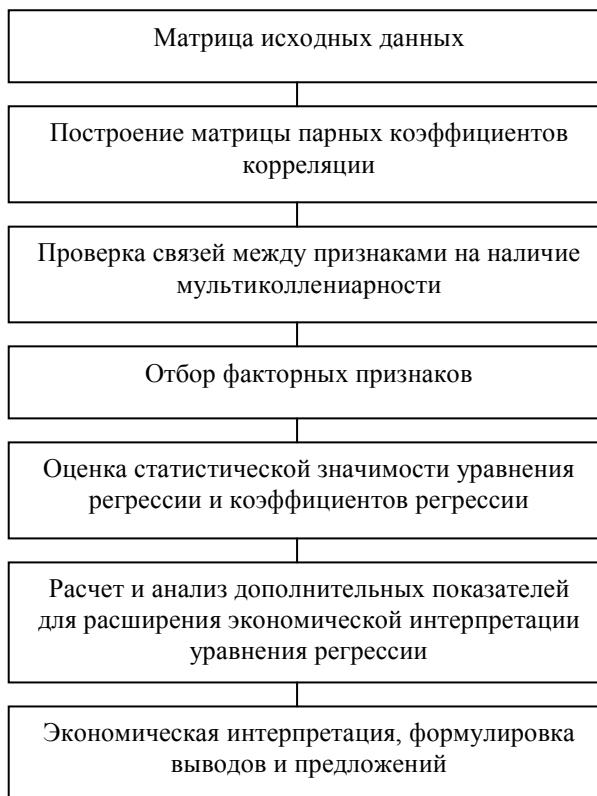 Матрица исходных данных
Построение матрицы парных коэффициентов
корреляции
Проверка связей между признаками на наличие
мультиколлениарности
Отбор факторных признаков
Оценка статистической значимости уравнения
регрессии и коэффициентов регрессии
Расчет и анализ дополнительных показателей
для расширения экономической интерпретации
уравнения регрессии
Экономическая интерпретация, формулировка
выводов и предложений